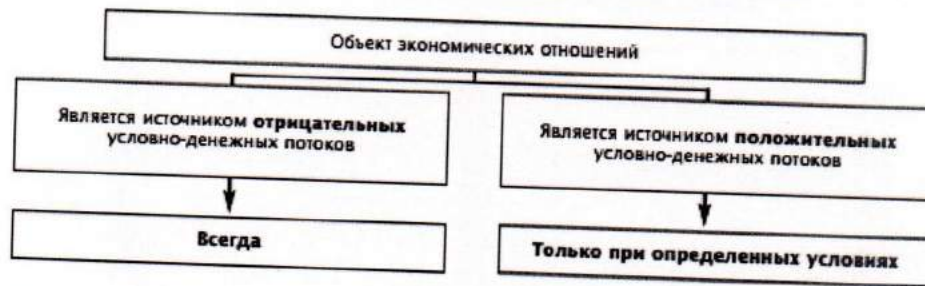 Объект экономических отношений
Является источником отрицательных
условно-денежных потоков
Является источником положительных
условно-денежных потоков
Всегда
Только при определенных условиях